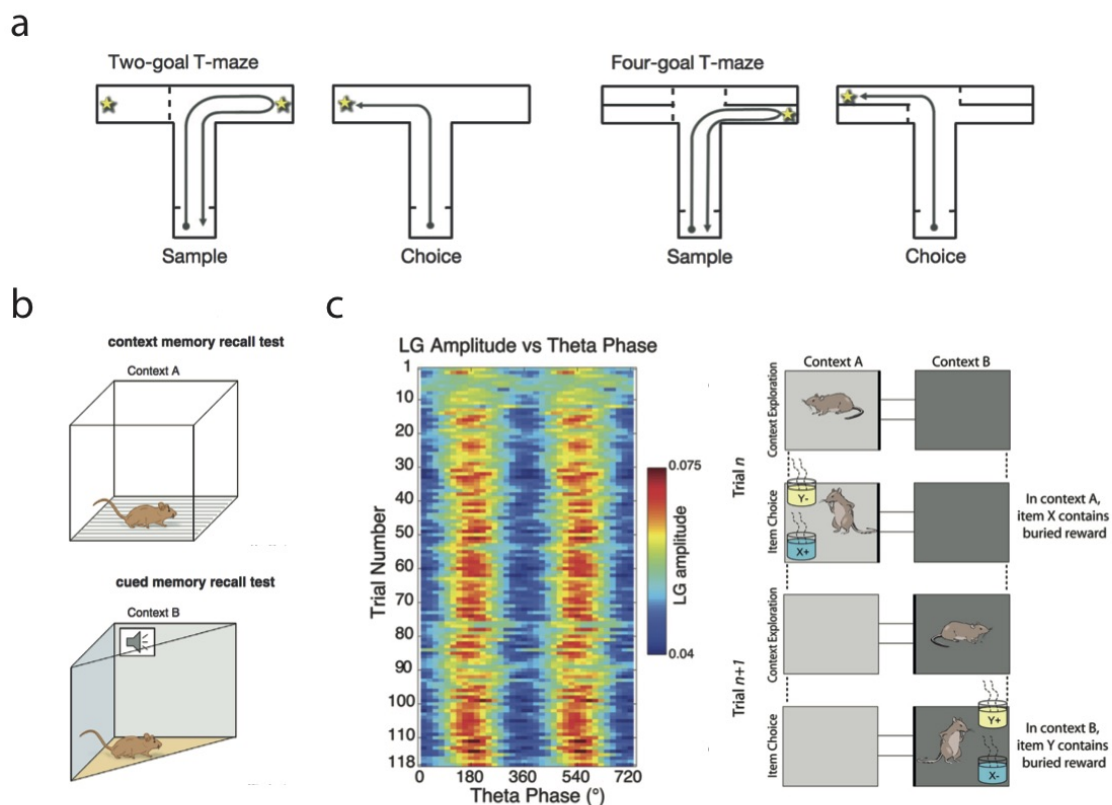 a
Two-goal T-maze
Four-goal T-maze
Sample
Choice
Sample
Choice
b
context memory recall test
Context A
cued memory recall test
Context B
c
LG Amplitude vs Theta Phase
1
10
20
30
40
50
60
70
80
90
100
110
118
Trial Number
0
180
360
540
720
Theta Phase (°)
0.075
LG amplitude
0.04
Context A
Context B
Trial n
Context Exploration
Item Choice
Y-
X+
In context A,
item X contains
buried reward
Trial n+1
Context Exploration
Item Choice
Y+
X-
In context B,
item Y contains
buried reward